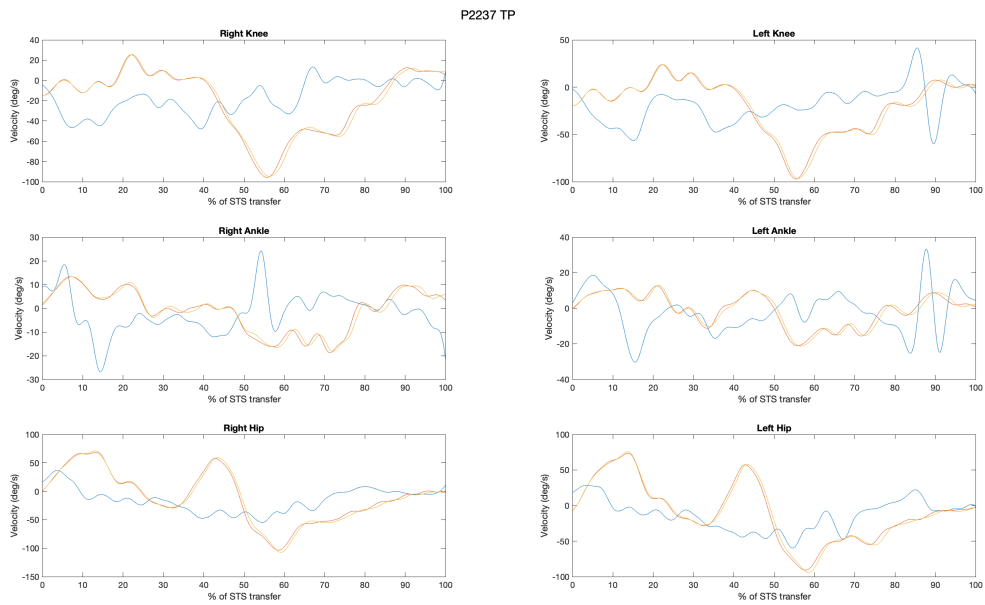 P2237 TP
Right Knee
Velocity (deg/s)
40
20
0
-20
-40
-60
-80
-100
0 10 20 30 40 50 60 70 80 90 100
% of STS transfer
Left Knee
Velocity (deg/s)
50
0
-50
-100
0 10 20 30 40 50 60 70 80 90 100
% of STS transfer
Right Ankle
Velocity (deg/s)
30
20
10
0
-10
-20
-30
0 10 20 30 40 50 60 70 80 90 100
% of STS transfer
Left Ankle
Velocity (deg/s)
40
20
0
-20
-40
0 10 20 30 40 50 60 70 80 90 100
% of STS transfer
Right Hip
Velocity (deg/s)
100
50
0
-50
-100
-150
0 10 20 30 40 50 60 70 80 90 100
% of STS transfer
Left Hip
Velocity (deg/s)
100
50
0
-50
-100
0 10 20 30 40 50 60 70 80 90 100
% of STS transfer